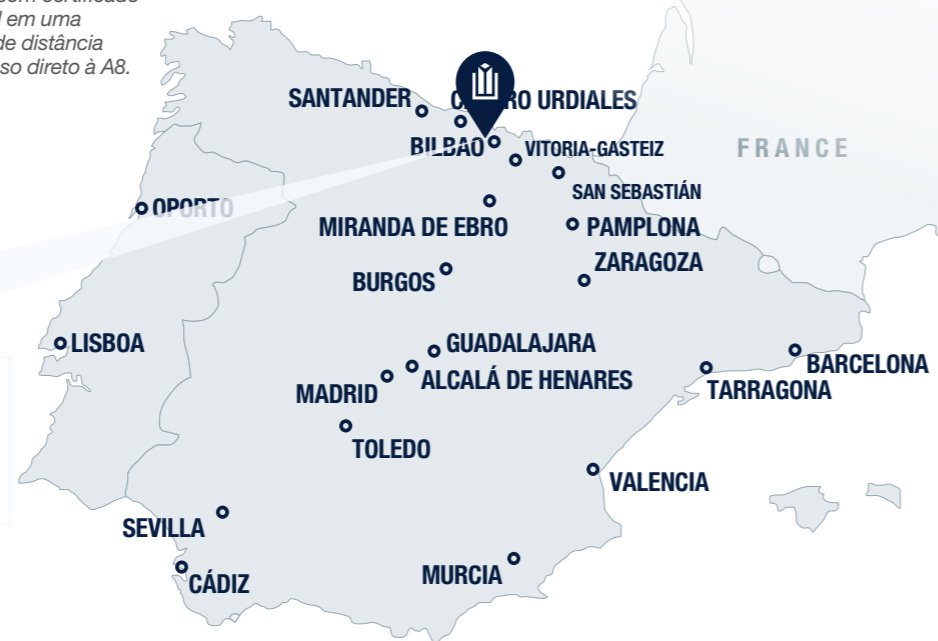 em uma
de distância
so direto à A8.
SANTANDER
RO URDIALES
BILBAO
VITORIA-GASTEIZ
FRANCE
SAN SEBASTIÁN
OPORTO
MIRANDA DE EBRO
PAMPLONA
ZARAGOZA
BURGOS
LISBOA
GUADALAJARA
BARCELONA
ALCALÁ DE HENARES
MADRID
TARRAGONA
TOLEDO
VALENCIA
SEVILLA
MURCIA
CÁDIZ